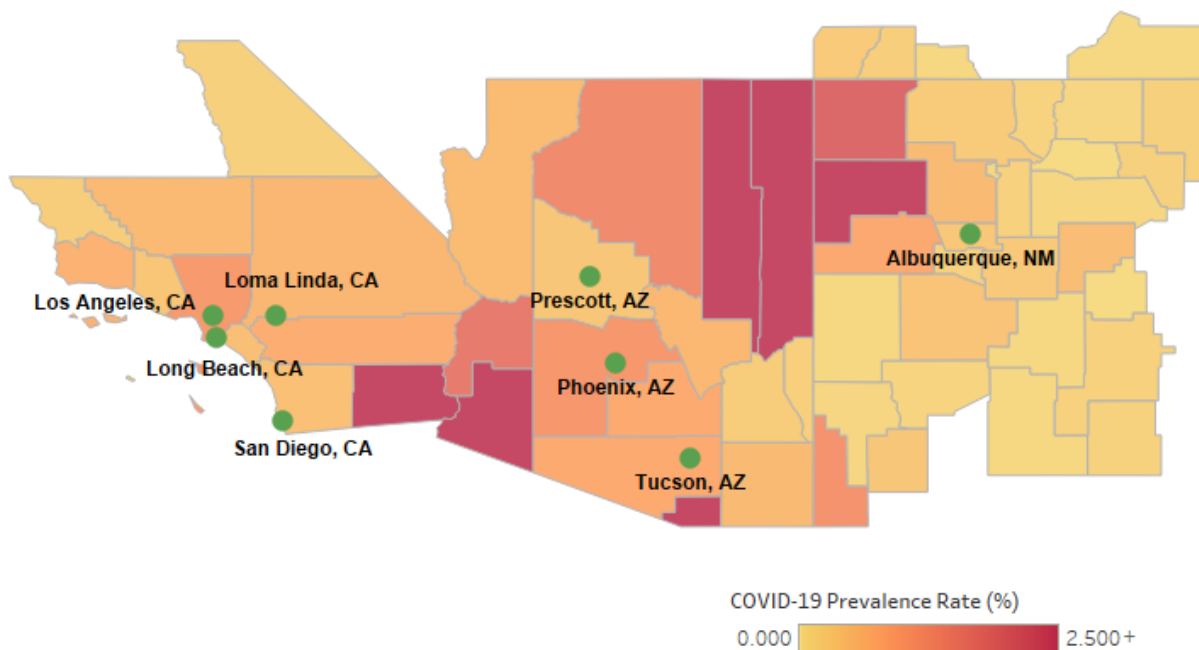 Loma Linda, CA
Los Angeles, CA
Long Beach, CA
San Diego, CA
Prescott, AZ
Phoenix, AZ
Tucson, AZ
Albuquerque, NM
COVID-19 Prevalence Rate (%)
0.000 2.500+